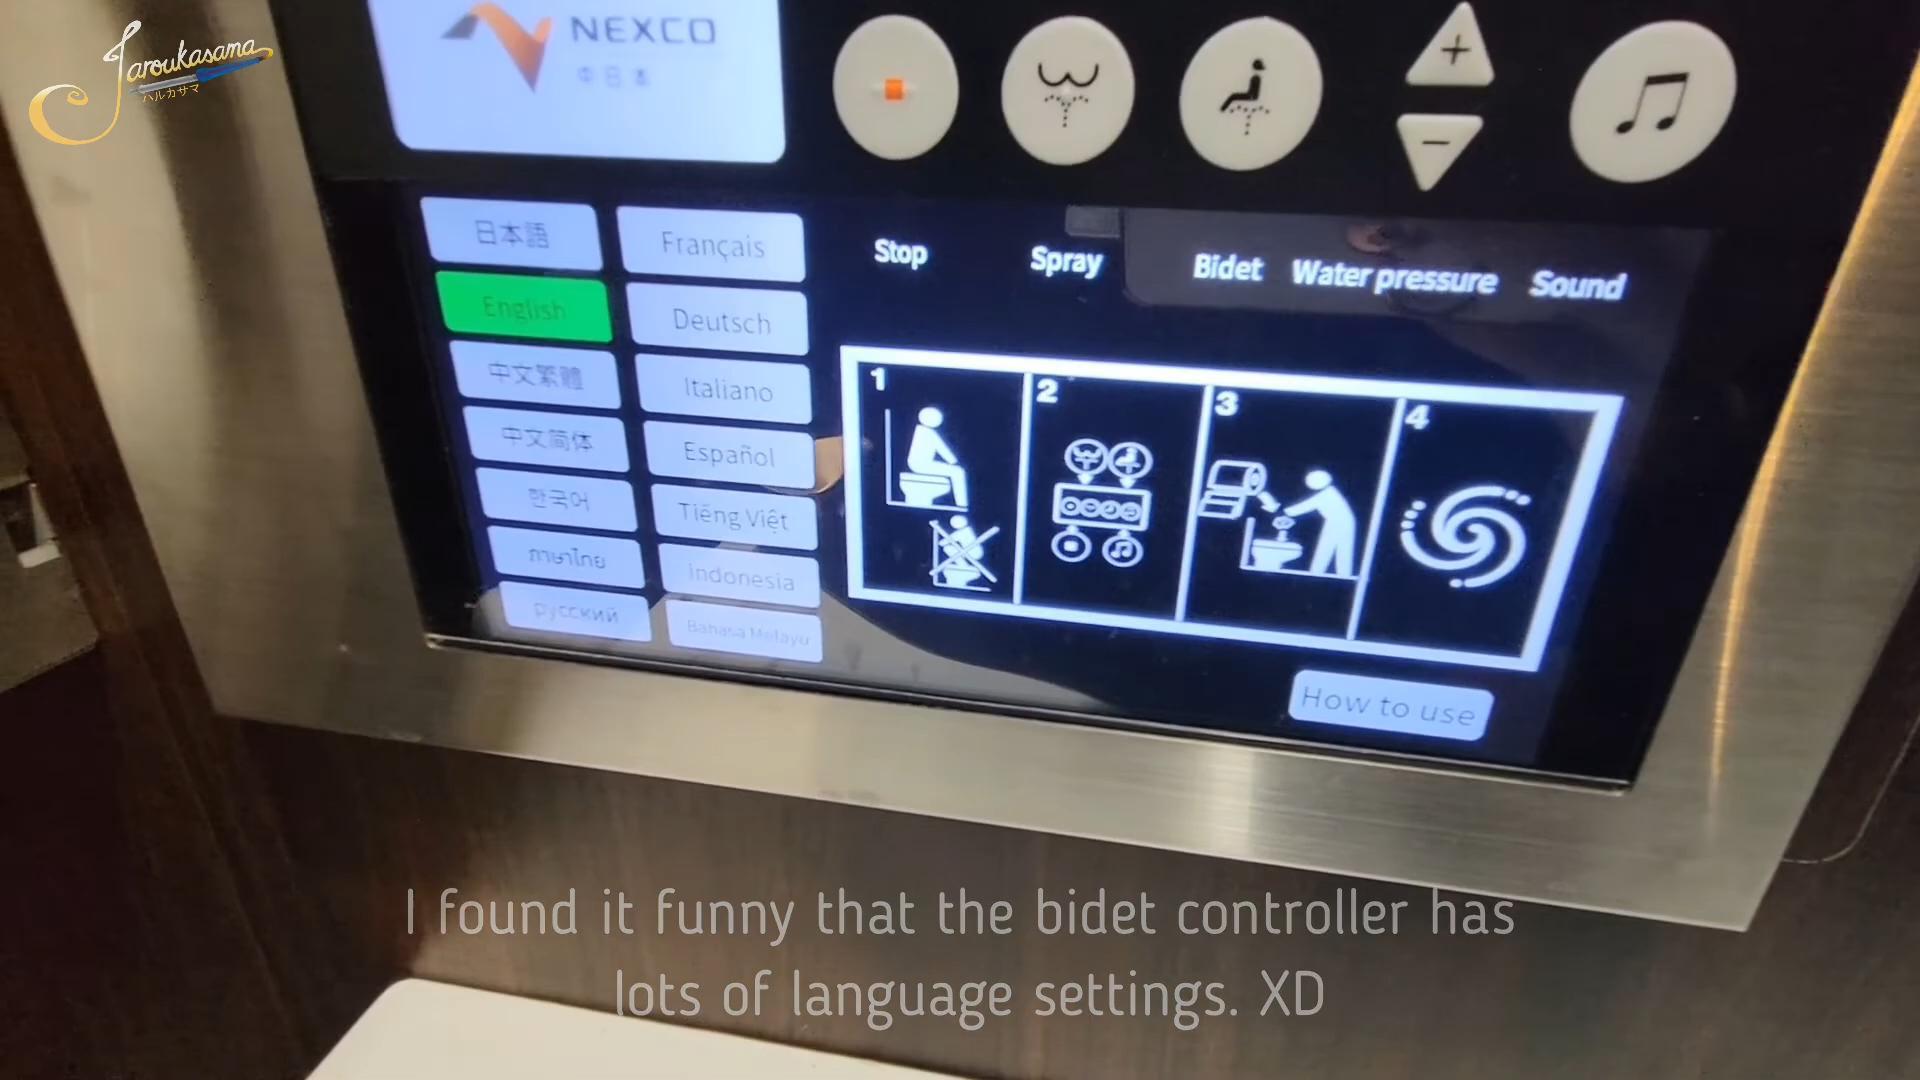 Jaroukasama
ハルカサマ
NEXCO
中日本
日本語
Français
English
Deutsch
中文繁體
Italiano
中文简体
Español
한국어
Tiếng Việt
ภาษาไทย
Indonesia
русский
Bahasa Melayu
Stop
Spray
Bidet
Water pressure
Sound
1
2
3
4
How to use
I found it funny that the bidet controller has
lots of language settings. XD